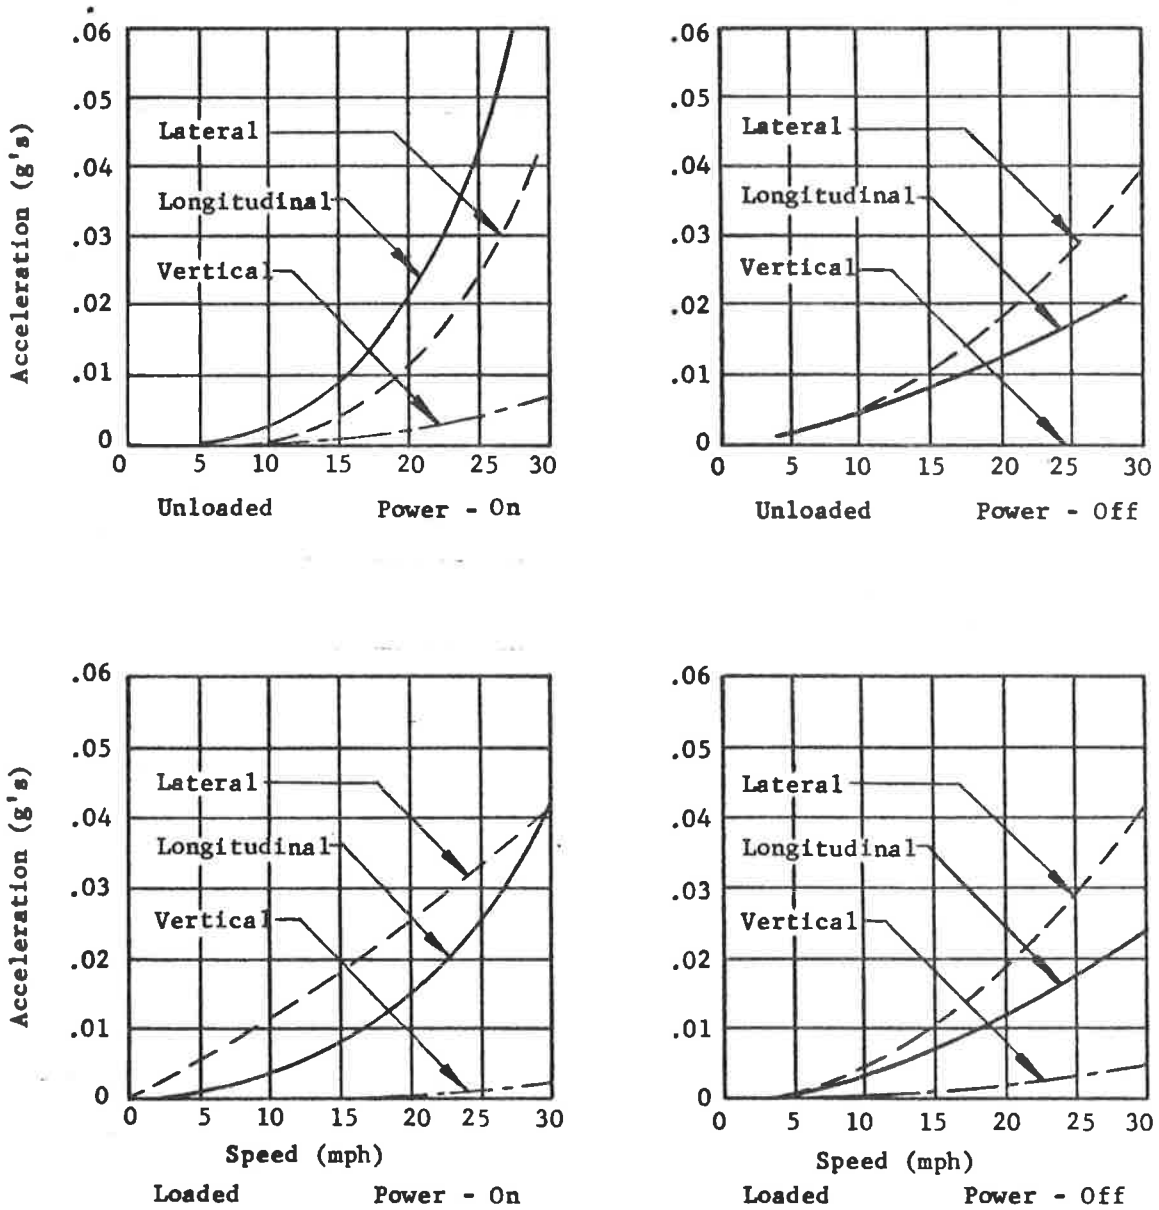 .06
.05
.04
.03
.02
.01
0
Acceleration (g's)
Lateral
Longitudinal
Vertical
0 5 10 15 20 25 30
Unloaded Power - On
.06
.05
.04
.03
.02
.01
0
Lateral
Longitudinal
Vertical
0 5 10 15 20 25 30
Unloaded Power - Off
.06
.05
.04
.03
.02
.01
0
Acceleration (g's)
Lateral
Longitudinal
Vertical
0 5 10 15 20 25 30
Speed (mph)
Loaded Power - On
.06
.05
.04
.03
.02
.01
0
Lateral
Longitudinal
Vertical
0 5 10 15 20 25 30
Speed (mph)
Loaded Power - Off